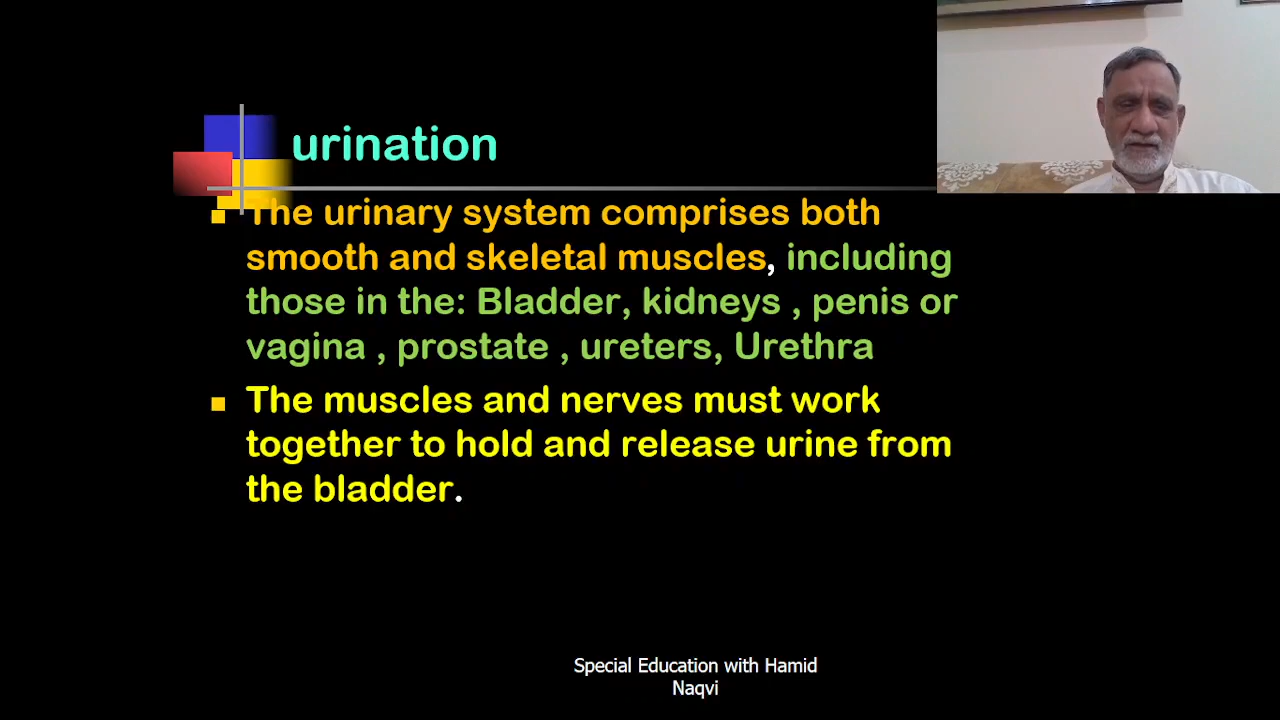 urination
The urinary system comprises both
smooth and skeletal muscles, including
those in the: Bladder, kidneys , penis or
vagina , prostate , ureters, Urethra
The muscles and nerves must work
together to hold and release urine from
the bladder.
Special Education with Hamid
Naqvi